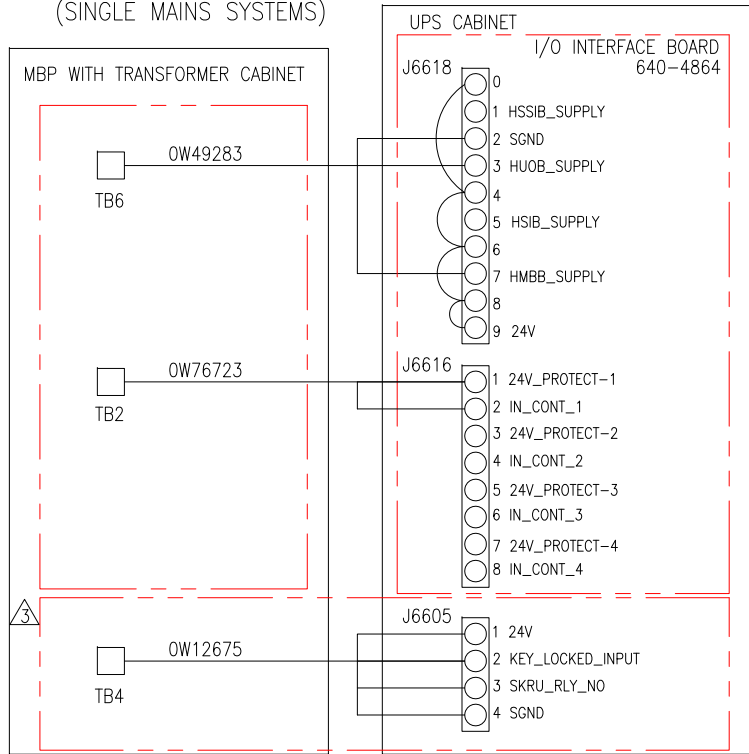 (SINGLE MAINS SYSTEMS)
UPS CABINET
I/O INTERFACE BOARD
640-4864
MBP WITH TRANSFORMER CABINET
J6618
0
1 HSSIB_SUPPLY
2 SGND
0W49283
3 HUOB_SUPPLY
TB6
4
5 HSIB_SUPPLY
6
7 HMBB_SUPPLY
8
9 24V
J6616
0W76723
1 24V_PROTECT-1
TB2
2 IN_CONT_1
3 24V_PROTECT-2
4 IN_CONT_2
5 24V_PROTECT-3
6 IN_CONT_3
7 24V_PROTECT-4
8 IN_CONT_4
3
J6605
1 24V
0W12675
2 KEY_LOCKED_INPUT
TB4
3 SKRU_RLY_NO
4 SGND